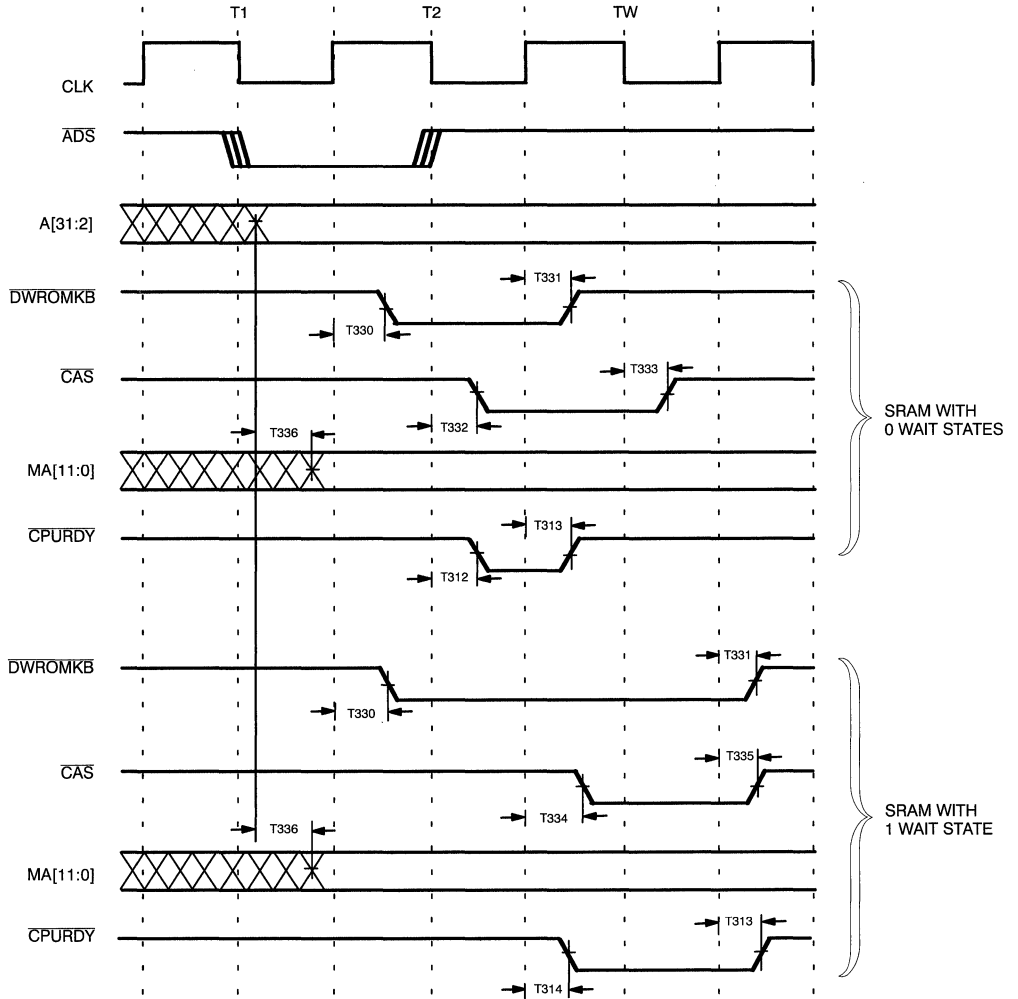 T1 T2 TW
CLK
ADS
A[31:2]
DWROMKB
T331
T330
CAS
T333
T332
T336
MA[11:0]
CPURDY
T313
T312
SRAM WITH
0 WAIT STATES
DWROMKB
T331
T330
CAS
T335
T334
T336
MA[11:0]
CPURDY
T313
T314
SRAM WITH
1 WAIT STATE